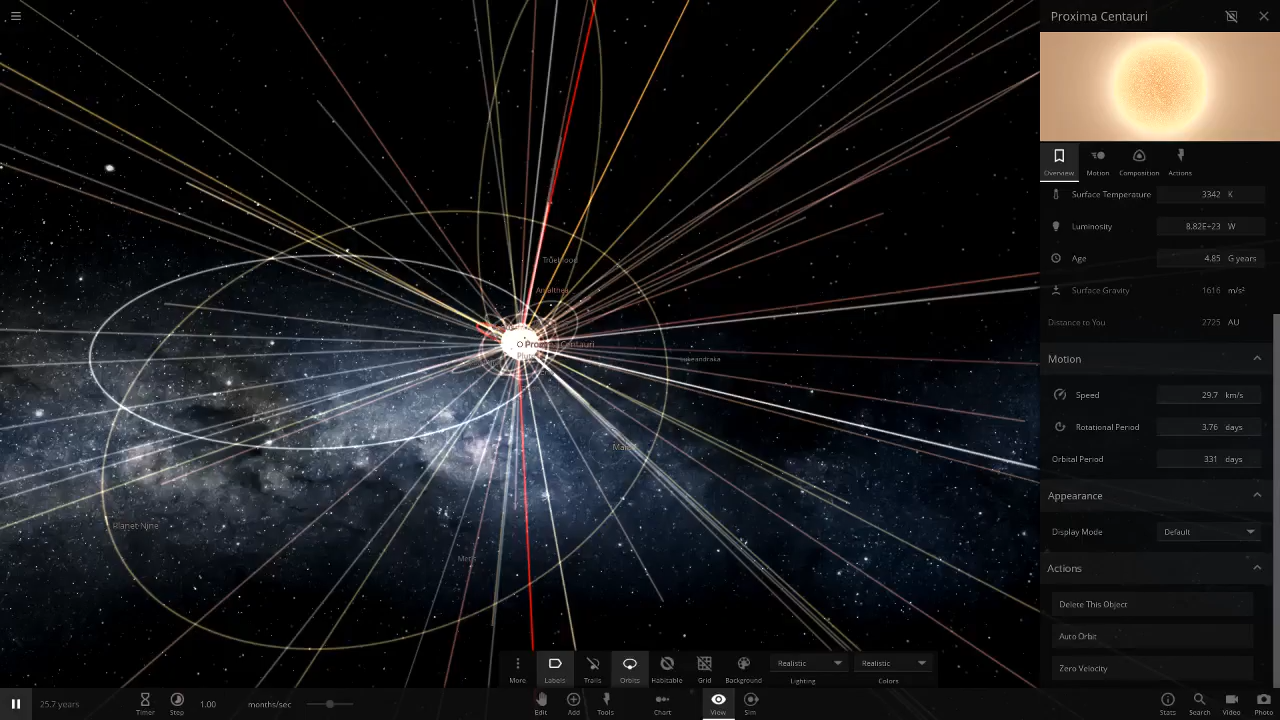 Proxima Centauri
Overview
Motion
Composition
Actions
Surface Temperature 3342 K
Luminosity 8.82E+23 W
Age 4.85 G years
Surface Gravity 1616 m/s²
Distance to You 2725 AU
Motion
Speed 29.7 km/s
Rotational Period 3.76 days
Orbital Period 331 days
Appearance
Display Mode Default
Actions
Delete This Object
Auto Orbit
Zero Velocity
Amalthea
Proxima Centauri
Planet Nine
More
Labels
Trails
Orbits
Habitable
Grid
Background
Realistic
Lighting
Realistic
Colors
25.7 years
Timer
Step
1.00 months/sec
Edit
Add
Tools
Chart
View
Sim
Stats
Search
Video
Photo